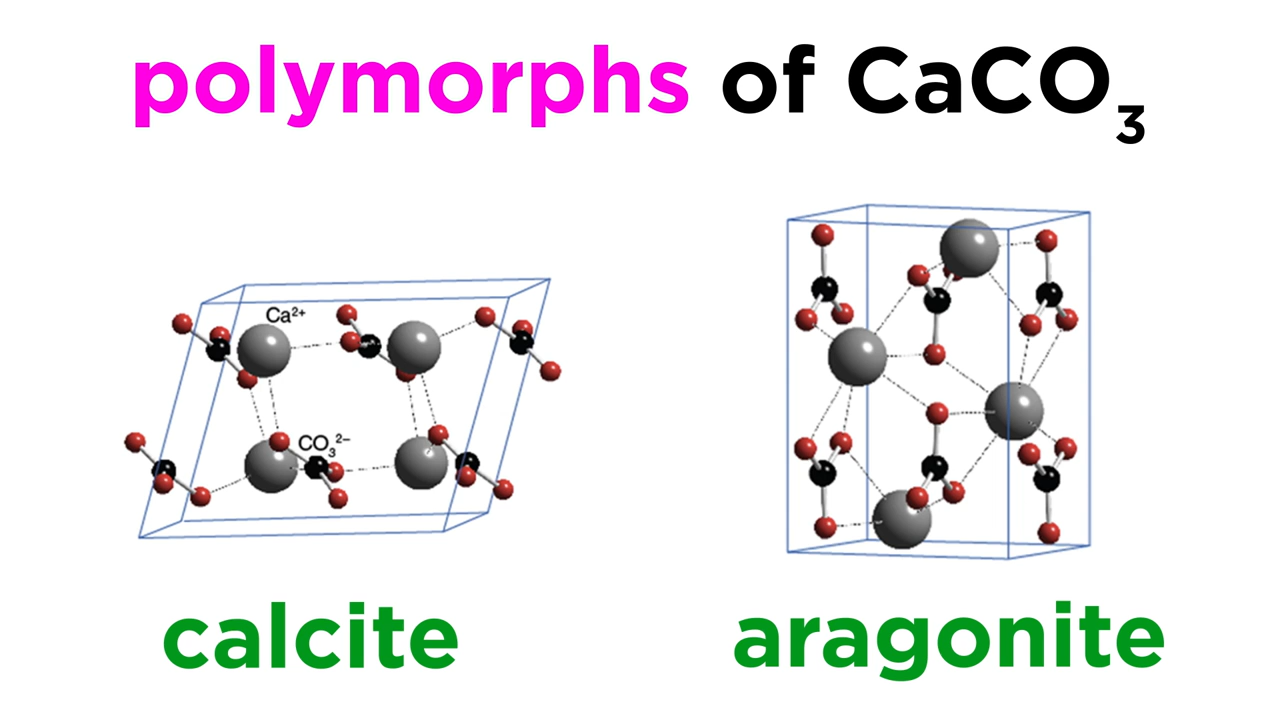 polymorphs of CaCO₃
Ca²⁺
CO₃²⁻
calcite
aragonite